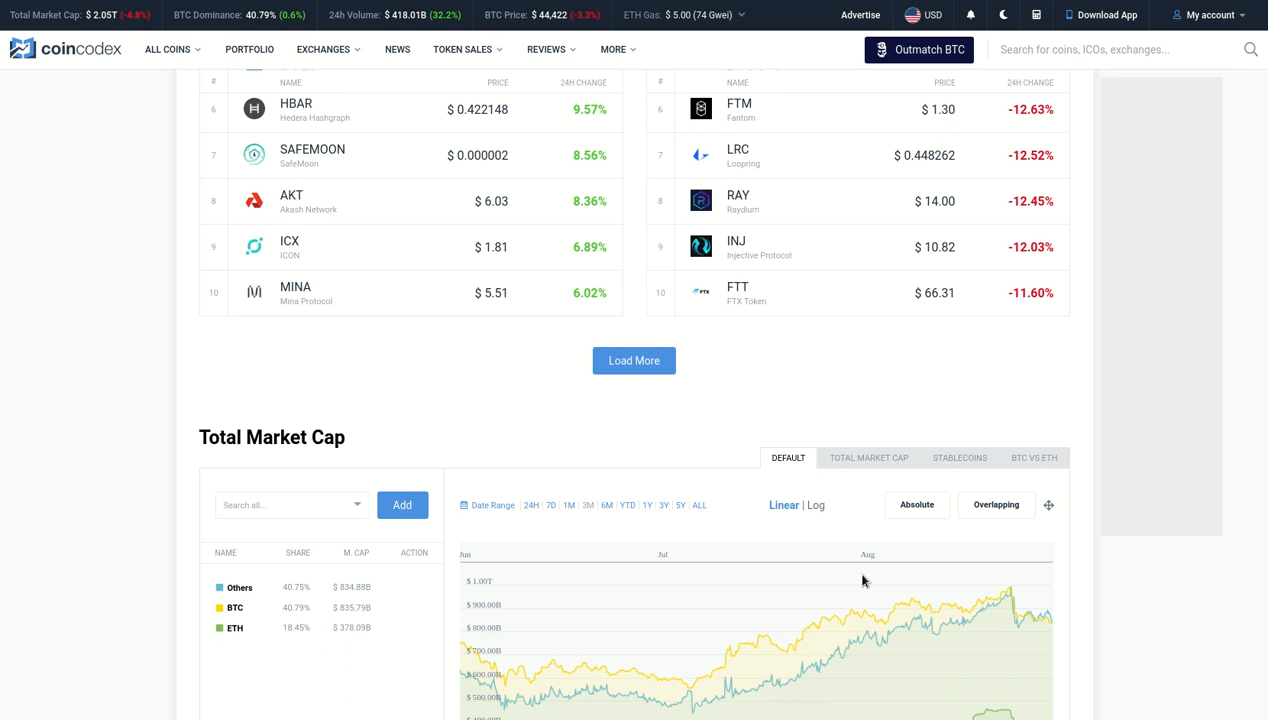 Total Market Cap: $ 2.05T (-4.8%) BTC Dominance: 40.79% (0.6%) 24h Volume: $ 418.01B (32.2%) BTC Price: $ 44,422 (-3.3%) ETH Gas: $ 5.00 (74 Gwei) Advertise USD Download App My account
coincodex ALL COINS PORTFOLIO EXCHANGES NEWS TOKEN SALES REVIEWS MORE Outmatch BTC Search for coins, ICOs, exchanges...
# NAME PRICE 24H CHANGE
6 HBAR $ 0.422148 9.57%
Hedera Hashgraph
7 SAFEMOON $ 0.000002 8.56%
SafeMoon
8 AKT $ 6.03 8.36%
Akash Network
9 ICX $ 1.81 6.89%
ICON
10 MINA $ 5.51 6.02%
Mina Protocol
# NAME PRICE 24H CHANGE
6 FTM $ 1.30 -12.63%
Fantom
7 LRC $ 0.448262 -12.52%
Loopring
8 RAY $ 14.00 -12.45%
Raydium
9 INJ $ 10.82 -12.03%
Injective Protocol
10 FTX FTT $ 66.31 -11.60%
FTX Token
Load More
Total Market Cap
DEFAULT TOTAL MARKET CAP STABLECOINS BTC VS ETH
Search all... Add
NAME SHARE M. CAP ACTION
Others 40.75% $ 834.88B
BTC 40.79% $ 835.79B
ETH 18.45% $ 378.09B
Date Range 24H 7D 1M 3M 6M YTD 1Y 3Y 5Y ALL Linear | Log Absolute Overlapping
Jun Jul Aug
$ 1.00T
$ 900.00B
$ 800.00B
$ 700.00B
$ 600.00B
$ 500.00B